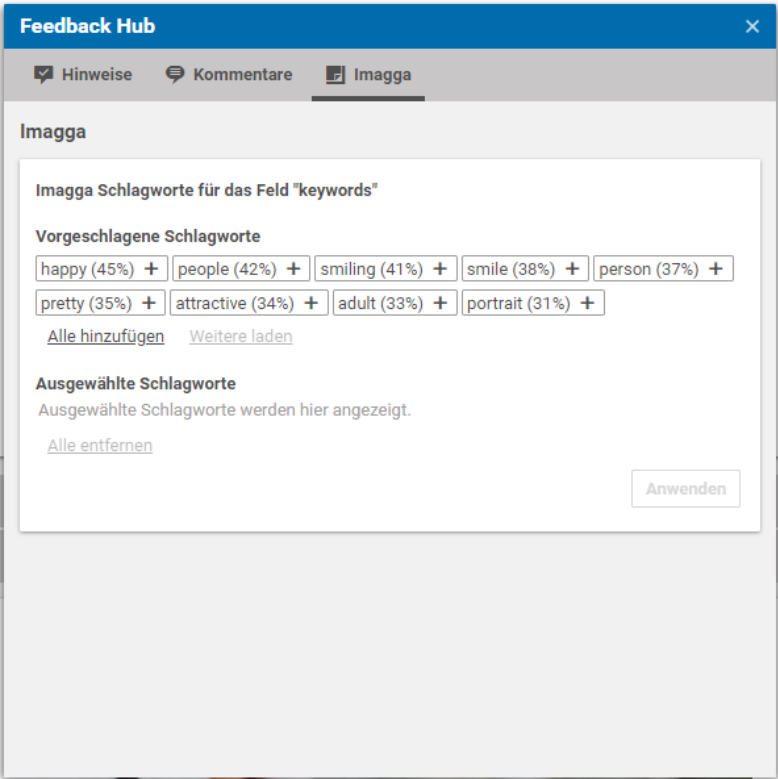 Feedback Hub ×
Hinweise Kommentare Imagga
Imagga
Imagga Schlagworte für das Feld "keywords"
Vorgeschlagene Schlagworte
happy (45%) + people (42%) + smiling (41%) + smile (38%) + person (37%) +
pretty (35%) + attractive (34%) + adult (33%) + portrait (31%) +
Alle hinzufügen Weitere laden
Ausgewählte Schlagworte
Ausgewählte Schlagworte werden hier angezeigt.
Alle entfernen
Anwenden